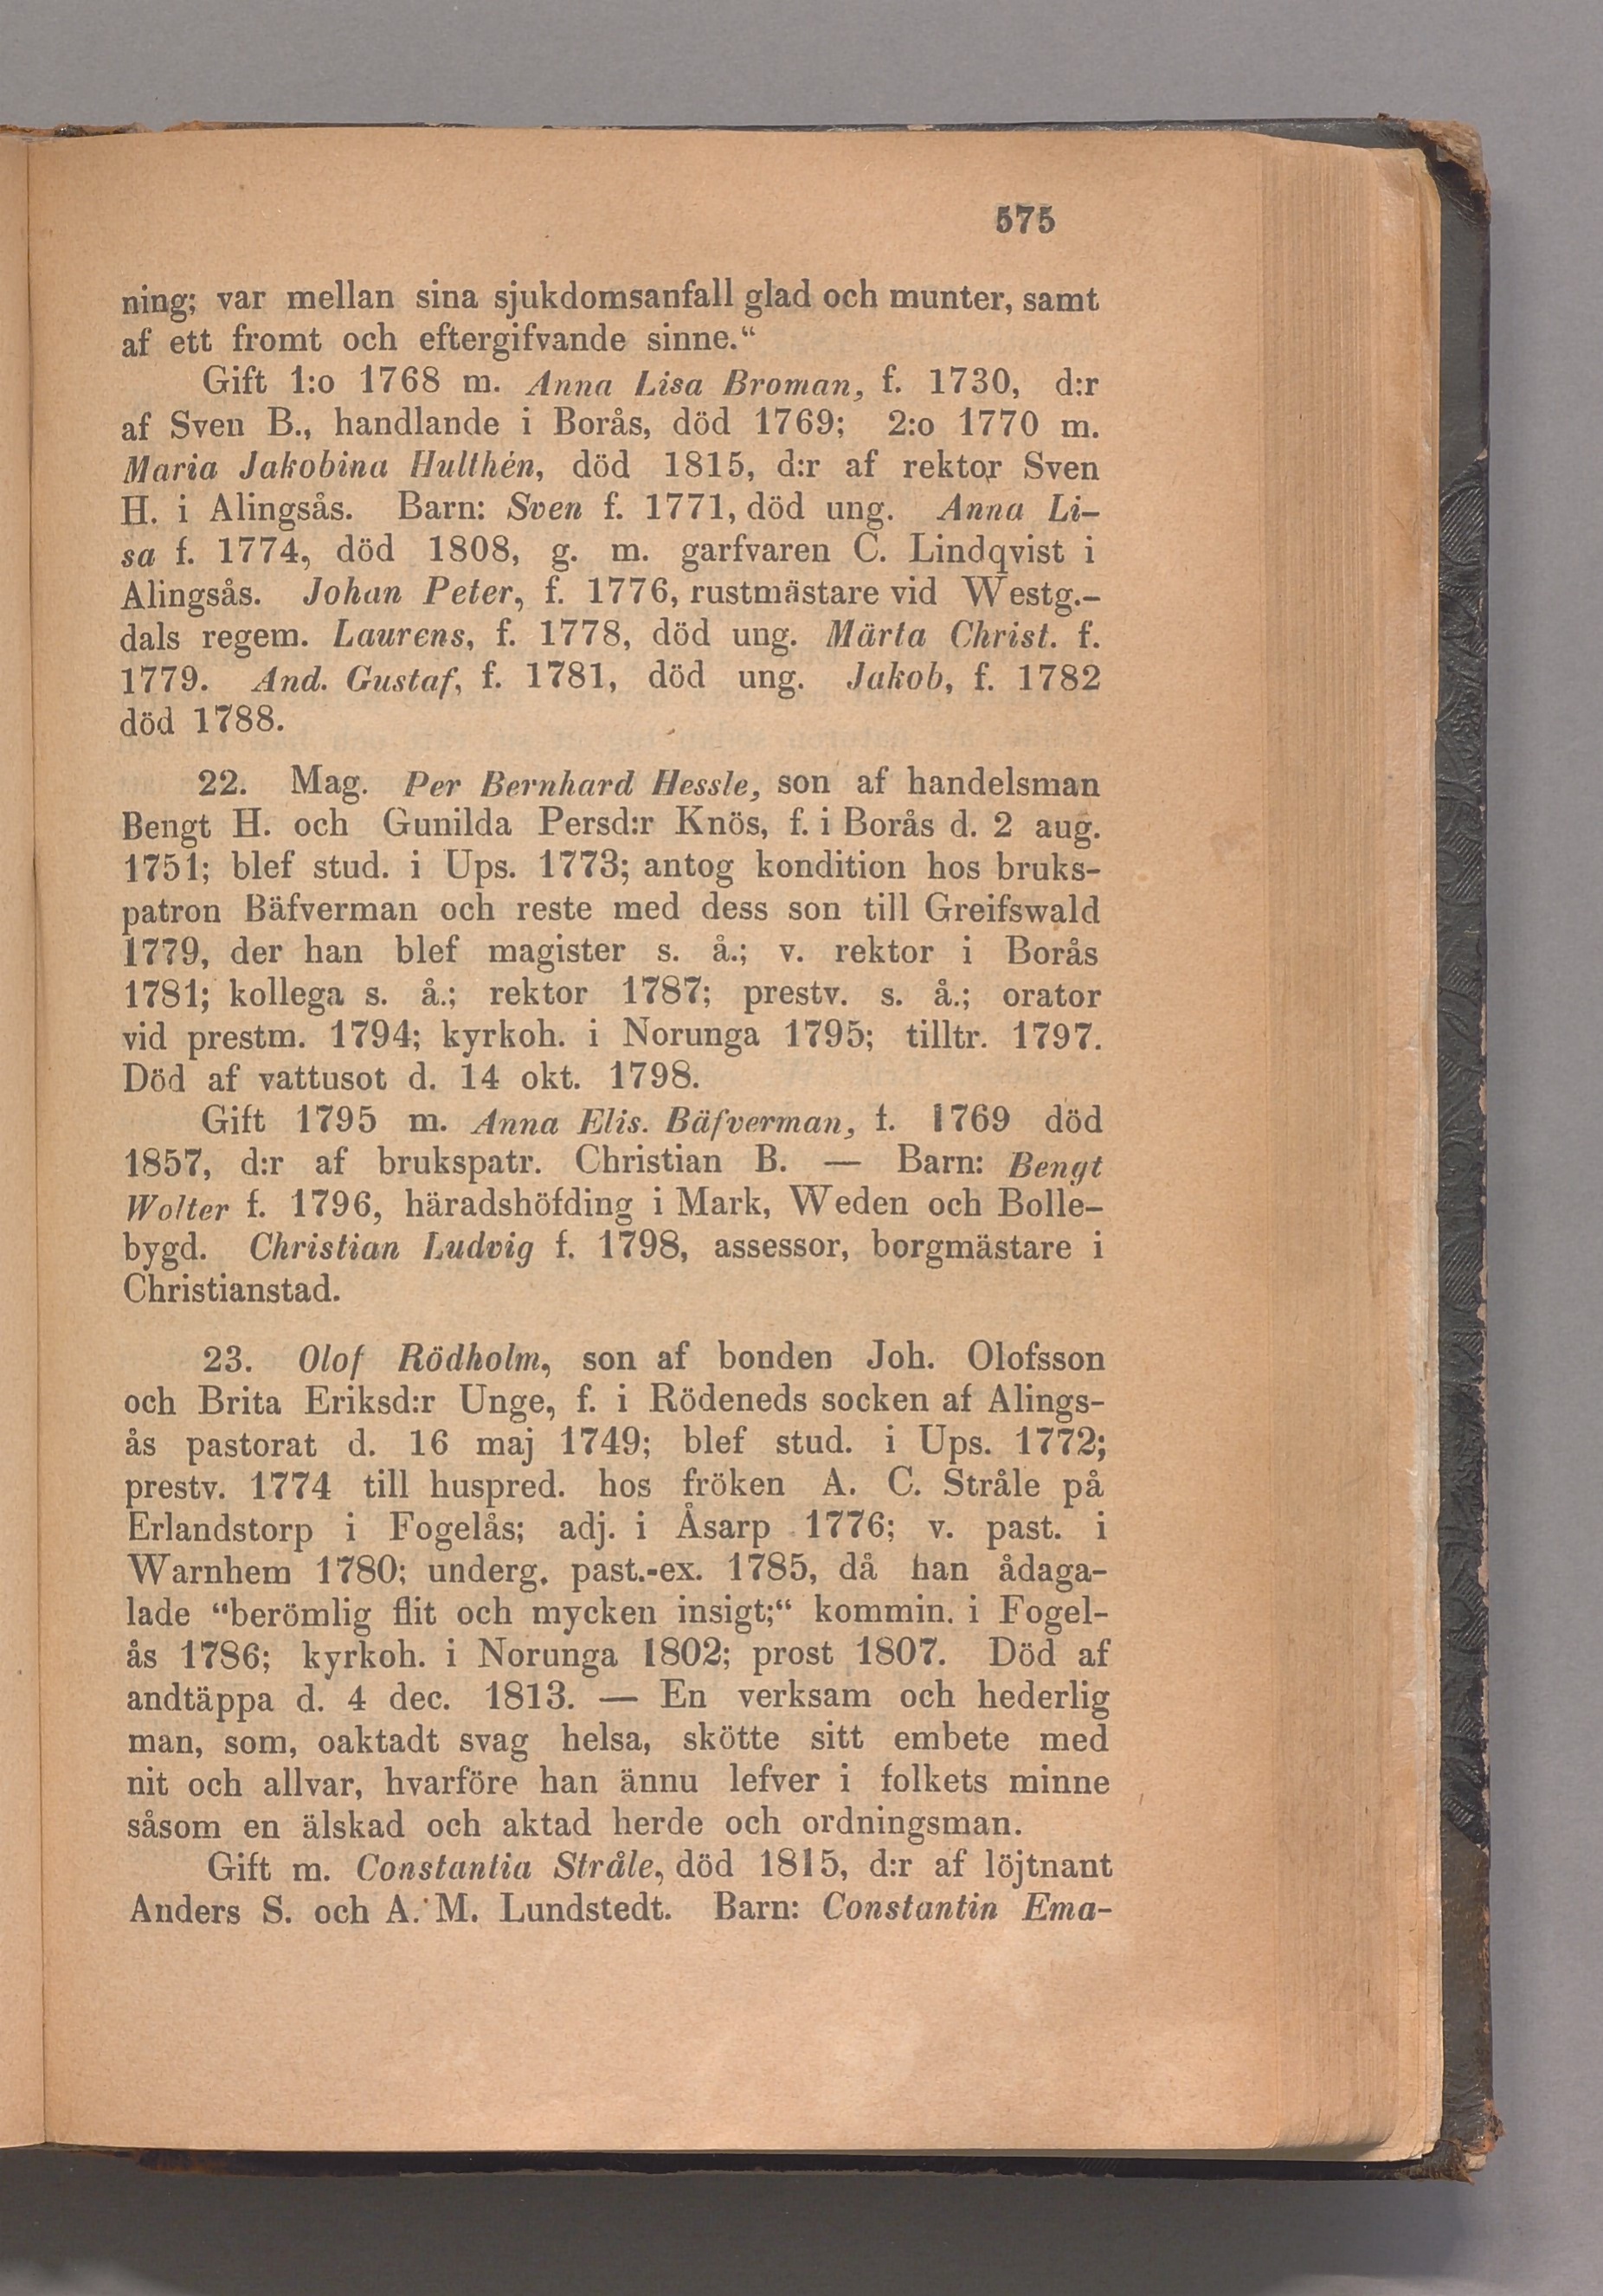 575
ning; var mellan sina sjukdomsanfall glad och munter, samt
af ett fromt och eftergifvande sinne.“
Gift 1:o 1768 m. Anna Lisa Broman, f. 1730, d:r
af Sven B., handlande i Borås, död 1769; 2:o 1770 m.
Maria Jakobina Hulthén, död 1815, d:r af rektor Sven
H. i Alingsås. Barn: Sven f. 1771, död ung. Anna Li-
sa f. 1774, död 1808, g. m. garfvaren C. Lindqvist i
Alingsås. Johan Peter, f. 1776, rustmästare vid Westg.-
dals regem. Laurens, f. 1778, död ung. Märta Christ. f.
1779. And. Gustaf, f. 1781, död ung. Jakob, f. 1782
död 1788.
22. Mag. Per Bernhard Hessle, son af handelsman
Bengt H. och Gunilda Persd:r Knös, f. i Borås d. 2 aug.
1751; blef stud. i Ups. 1773; antog kondition hos bruks-
patron Bäfverman och reste med dess son till Greifswald
1779, der han blef magister s. å.; v. rektor i Borås
1781; kollega s. å.; rektor 1787; prestv. s. å.; orator
vid prestm. 1794; kyrkoh. i Norunga 1795; tilltr. 1797.
Död af vattusot d. 14 okt. 1798.
Gift 1795 m. Anna Elis. Bäfverman, f. 1769 död
1857, d:r af brukspatr. Christian B. — Barn: Bengt
Wolter f. 1796, häradshöfding i Mark, Weden och Bolle-
bygd. Christian Ludvig f. 1798, assessor, borgmästare i
Christianstad.
23. Olof Rödholm, son af bonden Joh. Olofsson
och Brita Eriksd:r Unge, f. i Rödeneds socken af Alings-
ås pastorat d. 16 maj 1749; blef stud. i Ups. 1772;
prestv. 1774 till huspred. hos fröken A. C. Stråle på
Erlandstorp i Fogelås; adj. i Åsarp 1776; v. past. i
Warnhem 1780; underg. past.-ex. 1785, då han ådaga-
lade “berömlig flit och mycken insigt;“ kommin. i Fogel-
ås 1786; kyrkoh. i Norunga 1802; prost 1807. Död af
andtäppa d. 4 dec. 1813. — En verksam och hederlig
man, som, oaktadt svag helsa, skötte sitt embete med
nit och allvar, hvarföre han ännu lefver i folkets minne
såsom en älskad och aktad herde och ordningsman.
Gift m. Constantia Stråle, död 1815, d:r af löjtnant
Anders S. och A. M. Lundstedt. Barn: Constantin Ema-